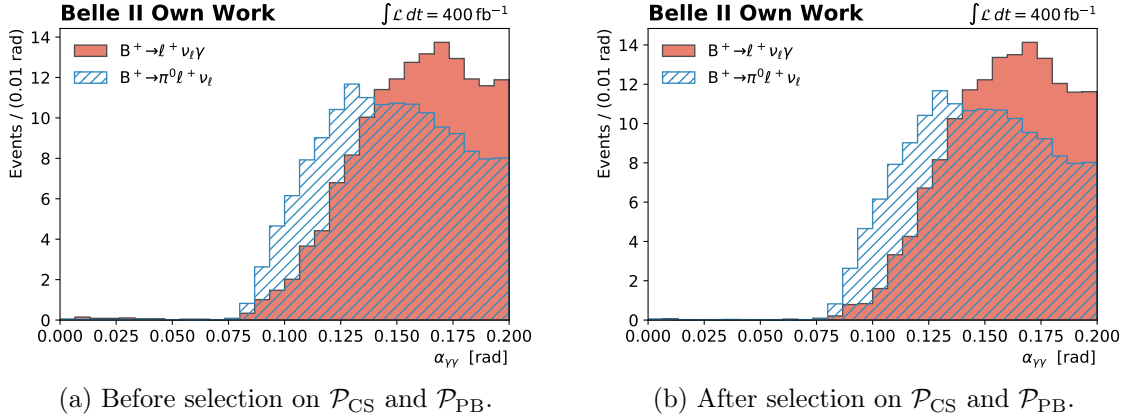 Belle II Own Work ∫ℒ dt = 400 fb⁻¹
B⁺→ℓ⁺νℓγ
B⁺→π⁰ℓ⁺νℓ
Events / (0.01 rad)
14
12
10
8
6
4
2
0
0.000 0.025 0.050 0.075 0.100 0.125 0.150 0.175 0.200
αγγ [rad]
(a) Before selection on 𝒫CS and 𝒫PB.
Belle II Own Work ∫ℒ dt = 400 fb⁻¹
B⁺→ℓ⁺νℓγ
B⁺→π⁰ℓ⁺νℓ
Events / (0.01 rad)
14
12
10
8
6
4
2
0
0.000 0.025 0.050 0.075 0.100 0.125 0.150 0.175 0.200
αγγ [rad]
(b) After selection on 𝒫CS and 𝒫PB.